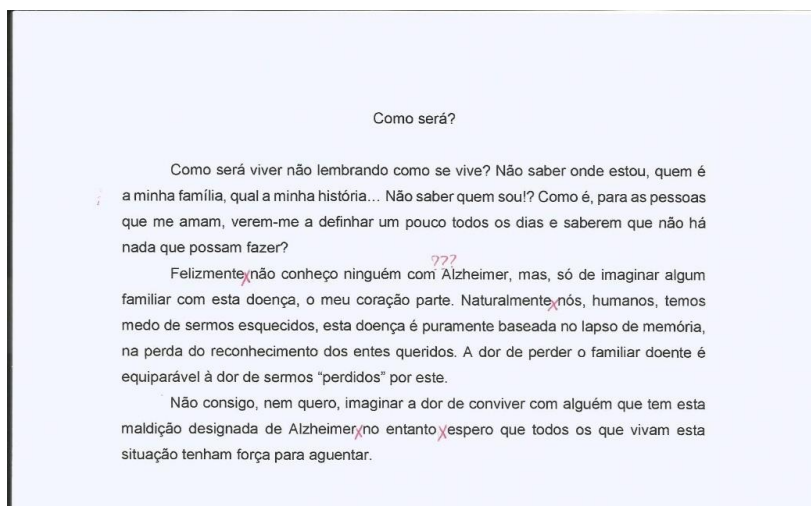 Como será?
Como será viver não lembrando como se vive? Não saber onde estou, quem é
a minha família, qual a minha história... Não saber quem sou!? Como é, para as pessoas
que me amam, verem-me a definhar um pouco todos os dias e saberem que não há
nada que possam fazer?
???
Felizmente não conheço ninguém com Alzheimer, mas, só de imaginar algum
familiar com esta doença, o meu coração parte. Naturalmente nós, humanos, temos
medo de sermos esquecidos, esta doença é puramente baseada no lapso de memória,
na perda do reconhecimento dos entes queridos. A dor de perder o familiar doente é
equiparável à dor de sermos “perdidos” por este.
Não consigo, nem quero, imaginar a dor de conviver com alguém que tem esta
maldição designada de Alzheimer, no entanto espero que todos os que vivam esta
situação tenham força para aguentar.